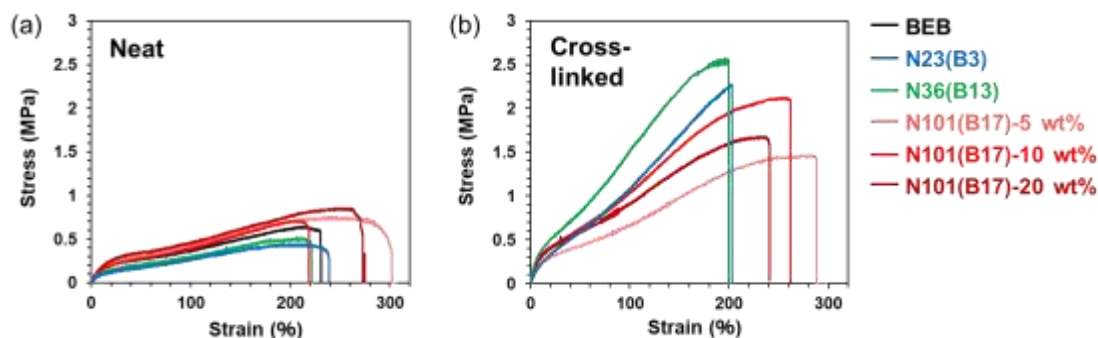 (a)
Neat
3
2.5
2
1.5
1
0.5
0
Stress (MPa)
0 100 200 300
Strain (%)
(b)
Cross-
linked
3
2.5
2
1.5
1
0.5
0
Stress (MPa)
0 100 200 300
Strain (%)
BEB
N23(B3)
N36(B13)
N101(B17)-5 wt%
N101(B17)-10 wt%
N101(B17)-20 wt%